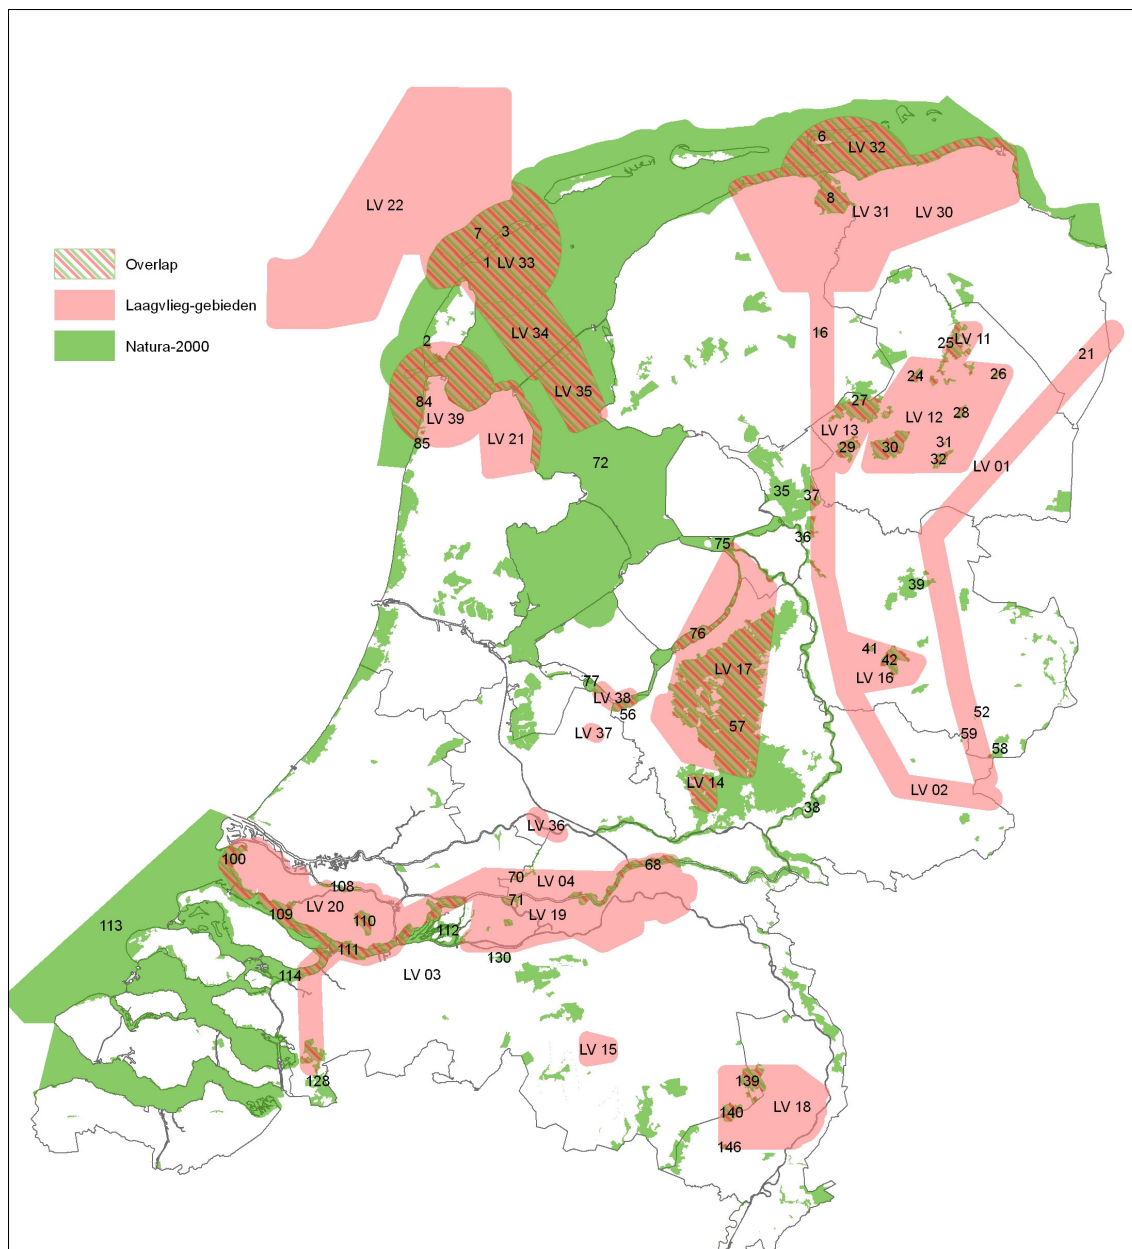 6
LV 32
LV 22
8
LV 31
LV 30
7
3
1
LV 33
Overlap
Laagvlieg-gebieden
Natura-2000
2
LV 34
16
25
LV 11
21
24
26
LV 35
84
LV 39
27
LV 12
28
LV 13
85
LV 21
29
30
31
32
72
LV 01
35
37
36
75
39
76
41
42
LV 17
LV 16
77
LV 38
56
57
52
LV 37
59
58
LV 14
LV 02
38
LV 36
100
68
108
70
LV 04
71
109
LV 20
110
LV 19
113
111
112
130
114
LV 03
LV 15
128
139
140
LV 18
146